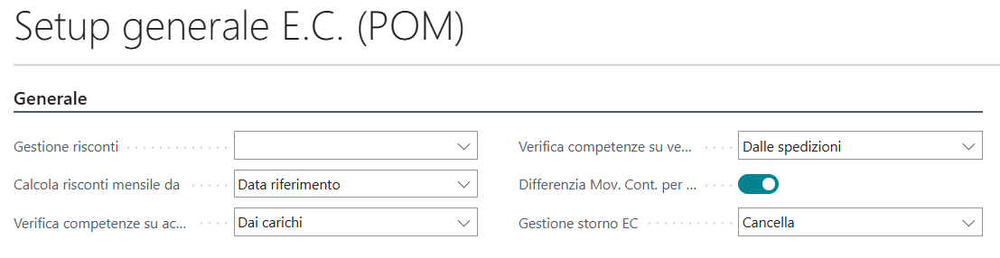 Setup generale E.C. (POM)
Generale
Gestione risconti
Verifica competenze su ve... Dalle spedizioni
Calcola risconti mensile da Data riferimento
Differenzia Mov. Cont. per ...
Verifica competenze su ac... Dai carichi
Gestione storno EC Cancella